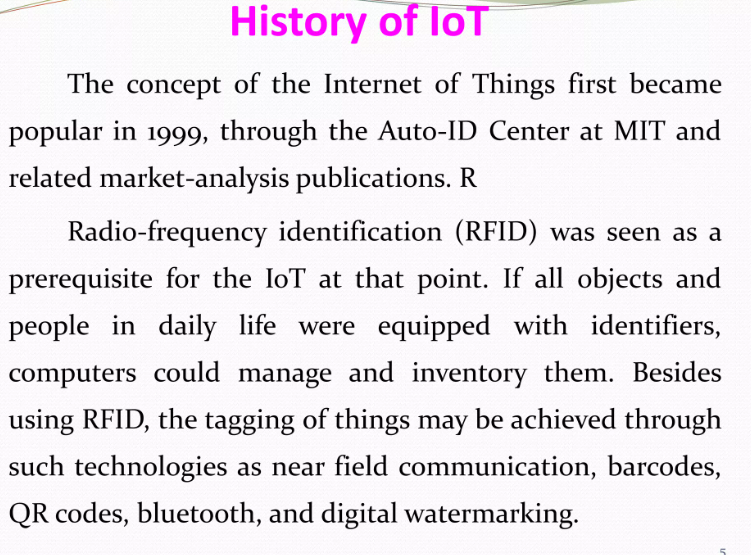 History of IoT
The concept of the Internet of Things first became
popular in 1999, through the Auto-ID Center at MIT and
related market-analysis publications. R
Radio-frequency identification (RFID) was seen as a
prerequisite for the IoT at that point. If all objects and
people in daily life were equipped with identifiers,
computers could manage and inventory them. Besides
using RFID, the tagging of things may be achieved through
such technologies as near field communication, barcodes,
QR codes, bluetooth, and digital watermarking.
5